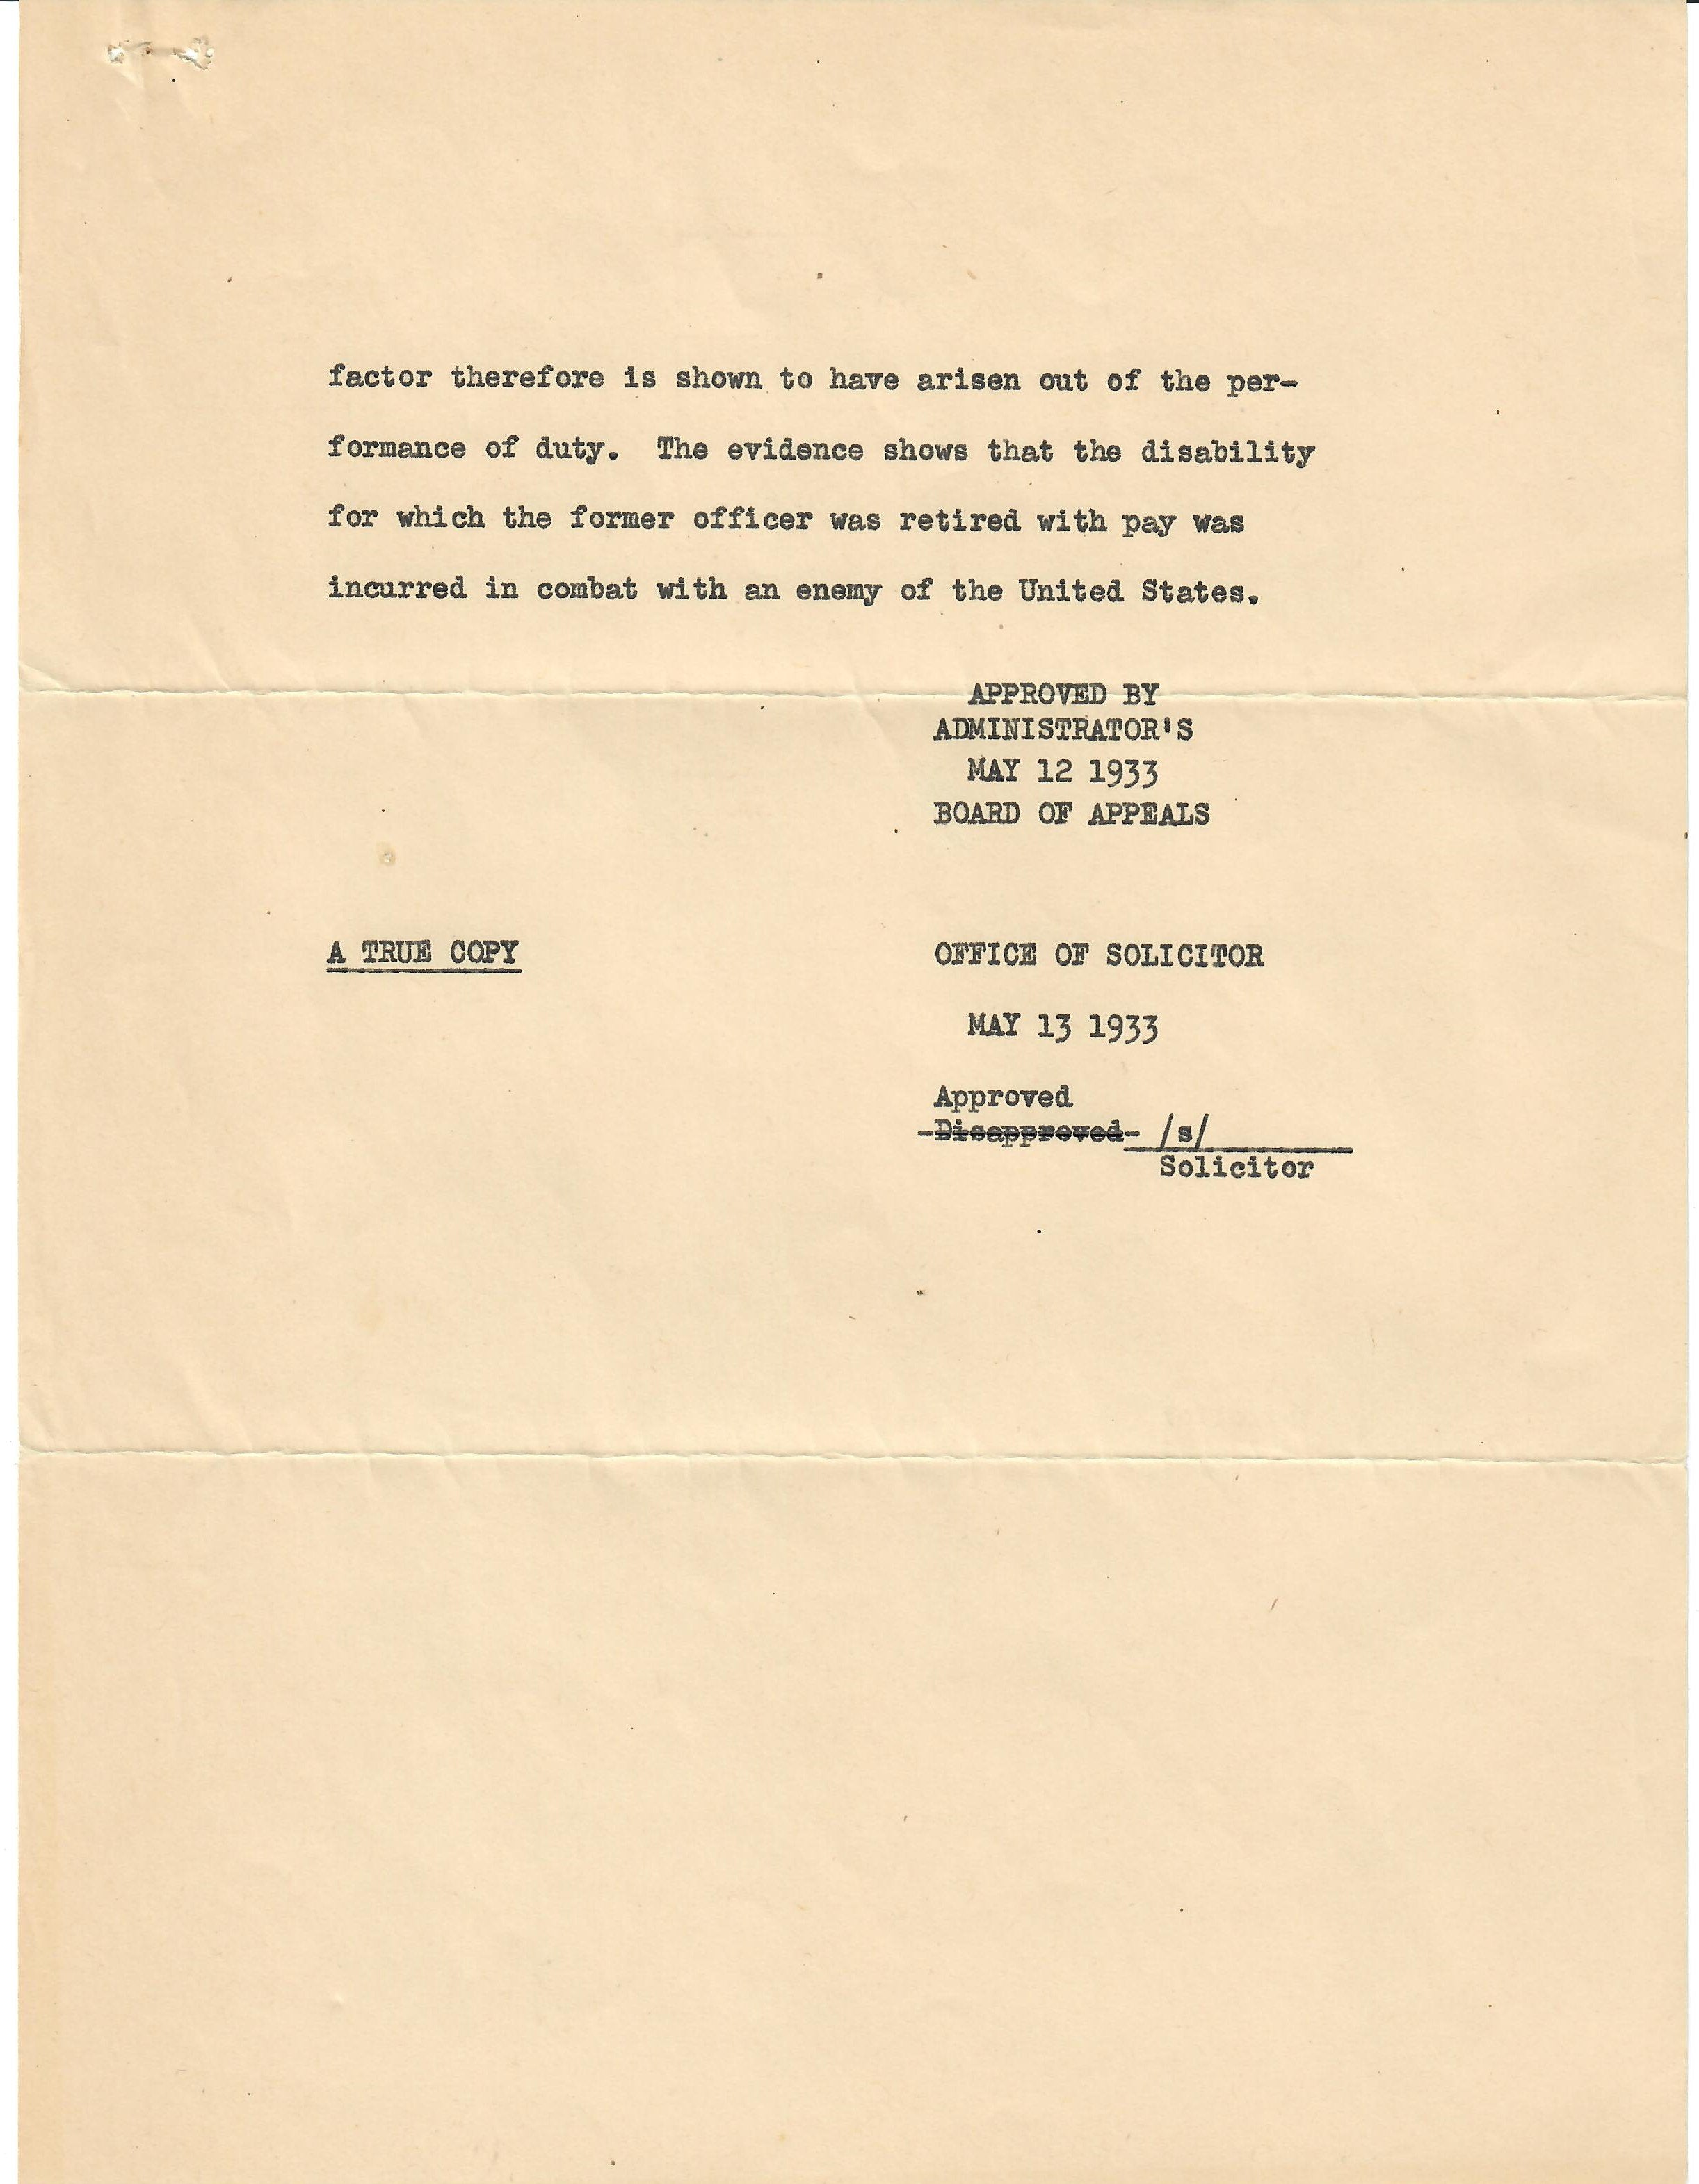 factor therefore is shown to have arisen out of the per-
formance of duty. The evidence shows that the disability
for which the former officer was retired with pay was
incurred in combat with an enemy of the United States.
APPROVED BY
ADMINISTRATOR'S
MAY 12 1933
BOARD OF APPEALS
A TRUE COPY
OFFICE OF SOLICITOR
MAY 13 1933
Approved
-Disapproved- /s/
Solicitor